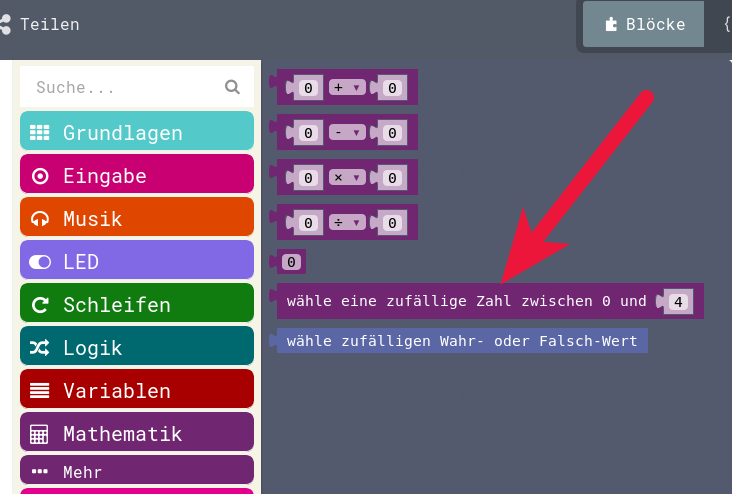 Teilen
Blöcke
{
Suche...
Grundlagen
Eingabe
Musik
LED
Schleifen
Logik
Variablen
Mathematik
Mehr
0 + 0
0 - 0
0 × 0
0 ÷ 0
0
wähle eine zufällige Zahl zwischen 0 und 4
wähle zufälligen Wahr- oder Falsch-Wert